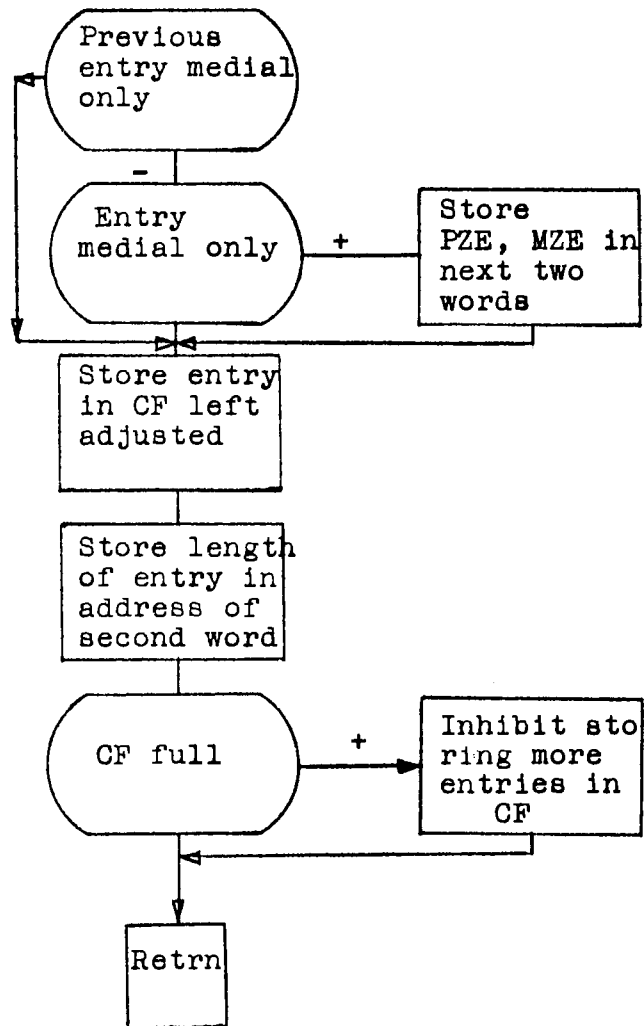 Previous
entry medial
only
-
Entry
medial only
+
Store
PZE, MZE in
next two
words
Store entry
in CF left
adjusted
Store length
of entry in
address of
second word
CF full
+
Inhibit sto
ring more
entries in
CF
Retrn